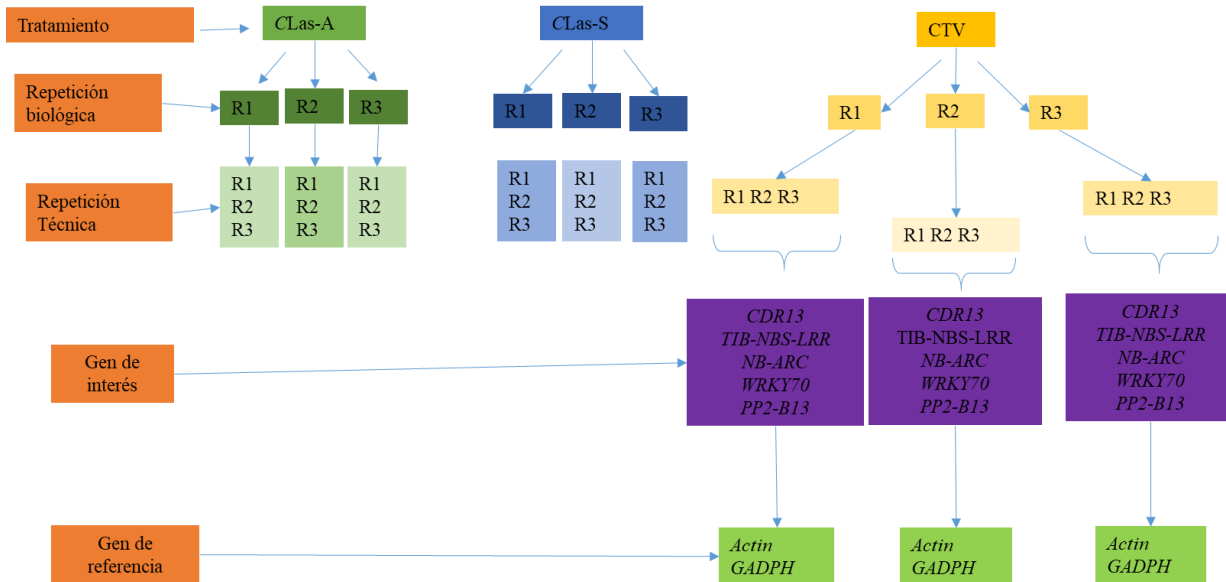 Tratamiento
CLas-A
CLas-S
CTV
Repetición
biológica
R1
R2
R3
R1
R2
R3
R1
R2
R3
Repetición
Técnica
R1
R2
R3
R1
R2
R3
R1
R2
R3
R1
R2
R3
R1
R2
R3
R1
R2
R3
R1 R2 R3
R1 R2 R3
R1 R2 R3
Gen de
interés
CDR13
TIB-NBS-LRR
NB-ARC
WRKY70
PP2-B13
CDR13
TIB-NBS-LRR
NB-ARC
WRKY70
PP2-B13
CDR13
TIB-NBS-LRR
NB-ARC
WRKY70
PP2-B13
Gen de
referencia
Actin
GADPH
Actin
GADPH
Actin
GADPH